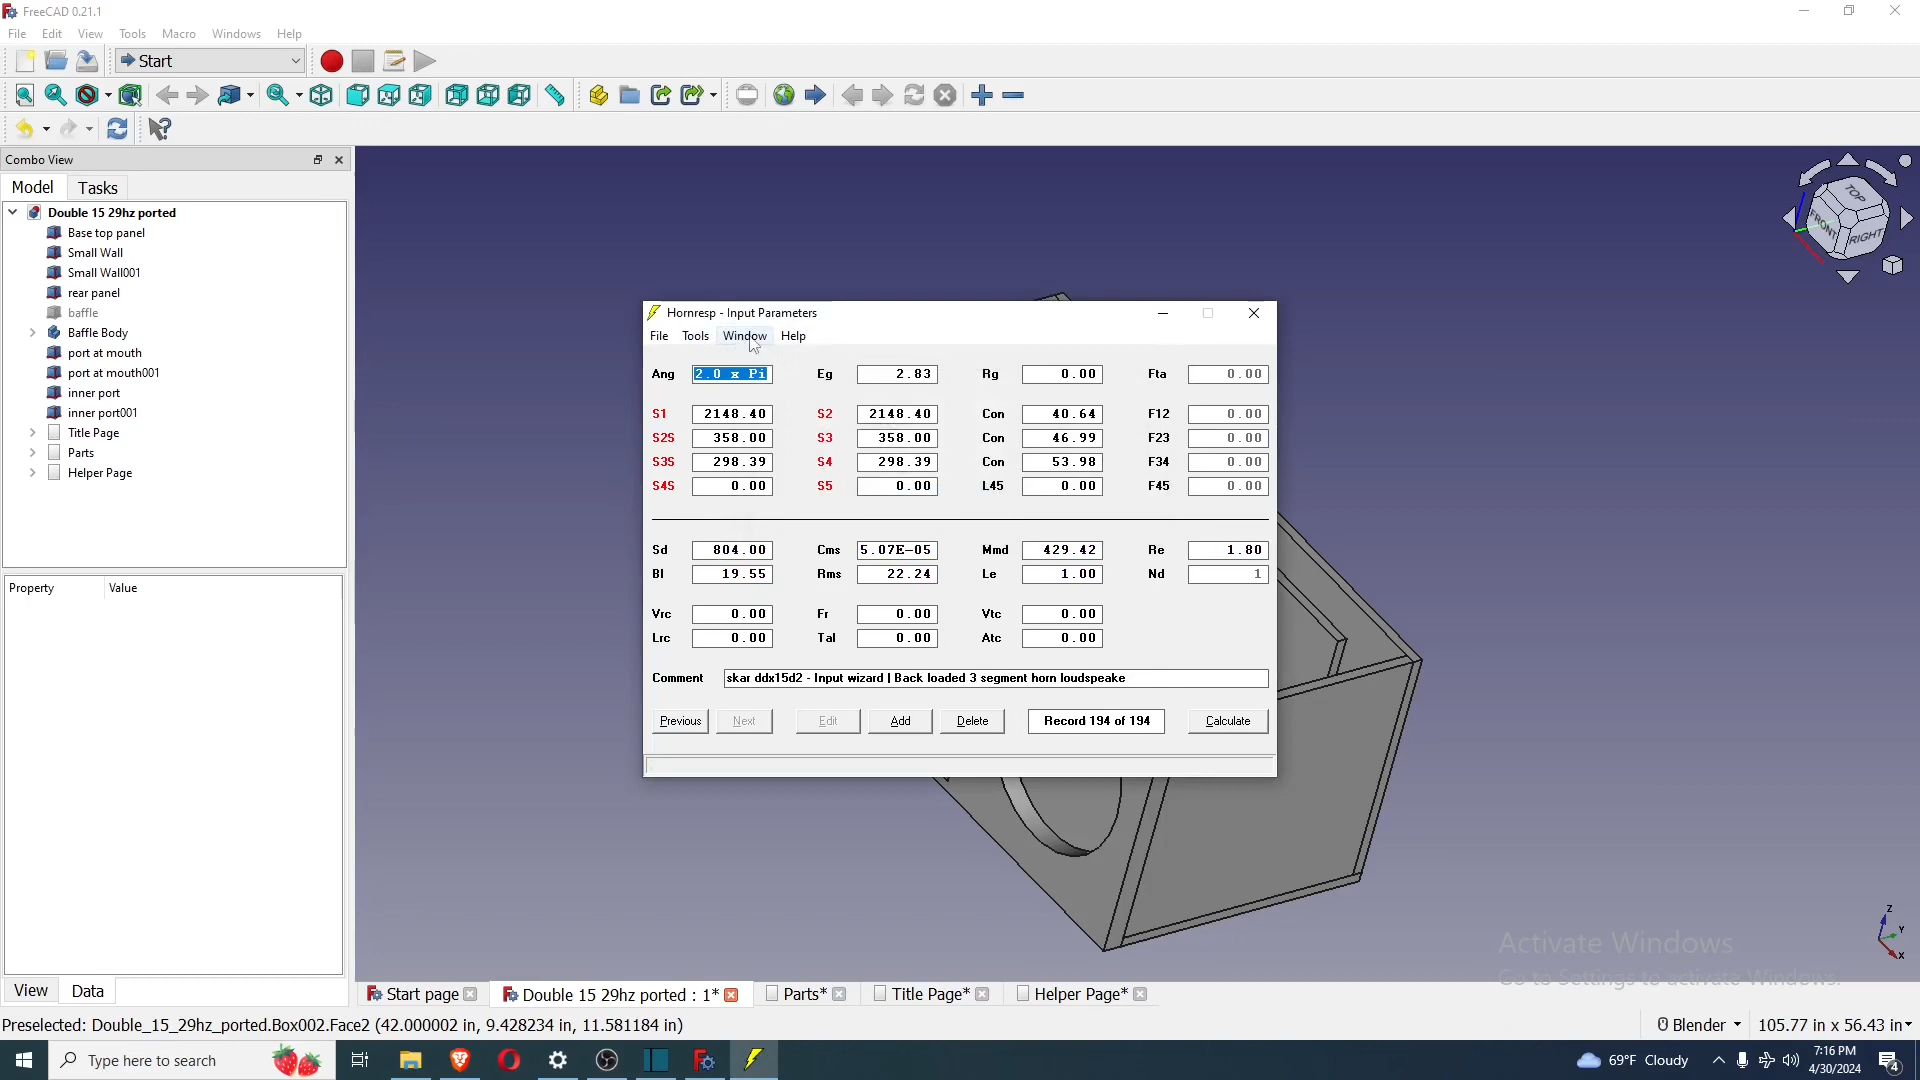 FreeCAD 0.21.1
File Edit View Tools Macro Windows Help
Start
Combo View
Model Tasks
Double 15 29hz ported
Base top panel
Small Wall
Small Wall001
rear panel
baffle
Baffle Body
port at mouth
port at mouth001
inner port
inner port001
Title Page
Parts
Helper Page
Property Value
View Data
TOP
FRONT
RIGHT
Hornresp - Input Parameters
File Tools Window Help
Ang 2.0 x Pi Eg 2.83 Rg 0.00 Fta 0.00
S1 2148.40 S2 2148.40 Con 40.64 F12 0.00
S2S 358.00 S3 358.00 Con 46.99 F23 0.00
S3S 298.39 S4 298.39 Con 53.98 F34 0.00
S4S 0.00 S5 0.00 L45 0.00 F45 0.00
Sd 804.00 Cms 5.07E-05 Mmd 429.42 Re 1.80
Bl 19.55 Rms 22.24 Le 1.00 Nd 1
Vrc 0.00 Fr 0.00 Vtc 0.00
Lrc 0.00 Tal 0.00 Atc 0.00
Comment skar ddx15d2 - Input wizard | Back loaded 3 segment horn loudspeake
Previous Next Edit Add Delete Record 194 of 194 Calculate
Z
Y
X
Activate Windows
Go to Settings to activate Windows.
Start page Double 15 29hz ported : 1* Parts* Title Page* Helper Page*
Preselected: Double_15_29hz_ported.Box002.Face2 (42.000002 in, 9.428234 in, 11.581184 in) Blender 105.77 in x 56.43 in
Type here to search 69°F Cloudy 7:16 PM
4/30/2024 4